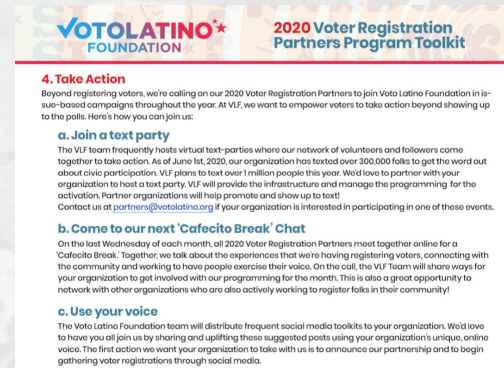 VOTOLATINO
FOUNDATION
2020 Voter Registration
Partners Program Toolkit
4. Take Action
Beyond registering voters, we're calling on our 2020 Voter Registration Partners to join Voto Latino Foundation in is-
sue-based campaigns throughout the year. At VLF, we want to empower voters to take action beyond showing up
to the polls. Here's how you can join us:
a. Join a text party
The VLF team frequently hosts virtual text-parties where our network of volunteers and followers come
together to take action. As of June 1st, 2020, our organization has texted over 300,000 folks to get the word out
about civic participation. VLF plans to text over 1 million people this year. We'd love to partner with your
organization to host a text party. VLF will provide the infrastructure and manage the programming for the
activation. Partner organizations will help promote and show up to text!
Contact us at partners@votolatino.org if your organization is interested in participating in one of these events.
b. Come to our next 'Cafecito Break' Chat
On the last Wednesday of each month, all 2020 Voter Registration Partners meet together online for a
'Cafecito Break.' Together, we talk about the experiences that we're having registering voters, connecting with
the community and working to have people exercise their voice. On the call, the VLF Team will share ways for
your organization to get involved with our programming for the month. This is also a great opportunity to
network with other organizations who are also actively working to register folks in their community!
c. Use your voice
The Voto Latino Foundation team will distribute frequent social media toolkits to your organization. We'd love
to have you all join us by sharing and uplifting these suggested posts using your organization's unique, online
voice. The first action we want your organization to take with us is to announce our partnership and to begin
gathering voter registrations through social media.